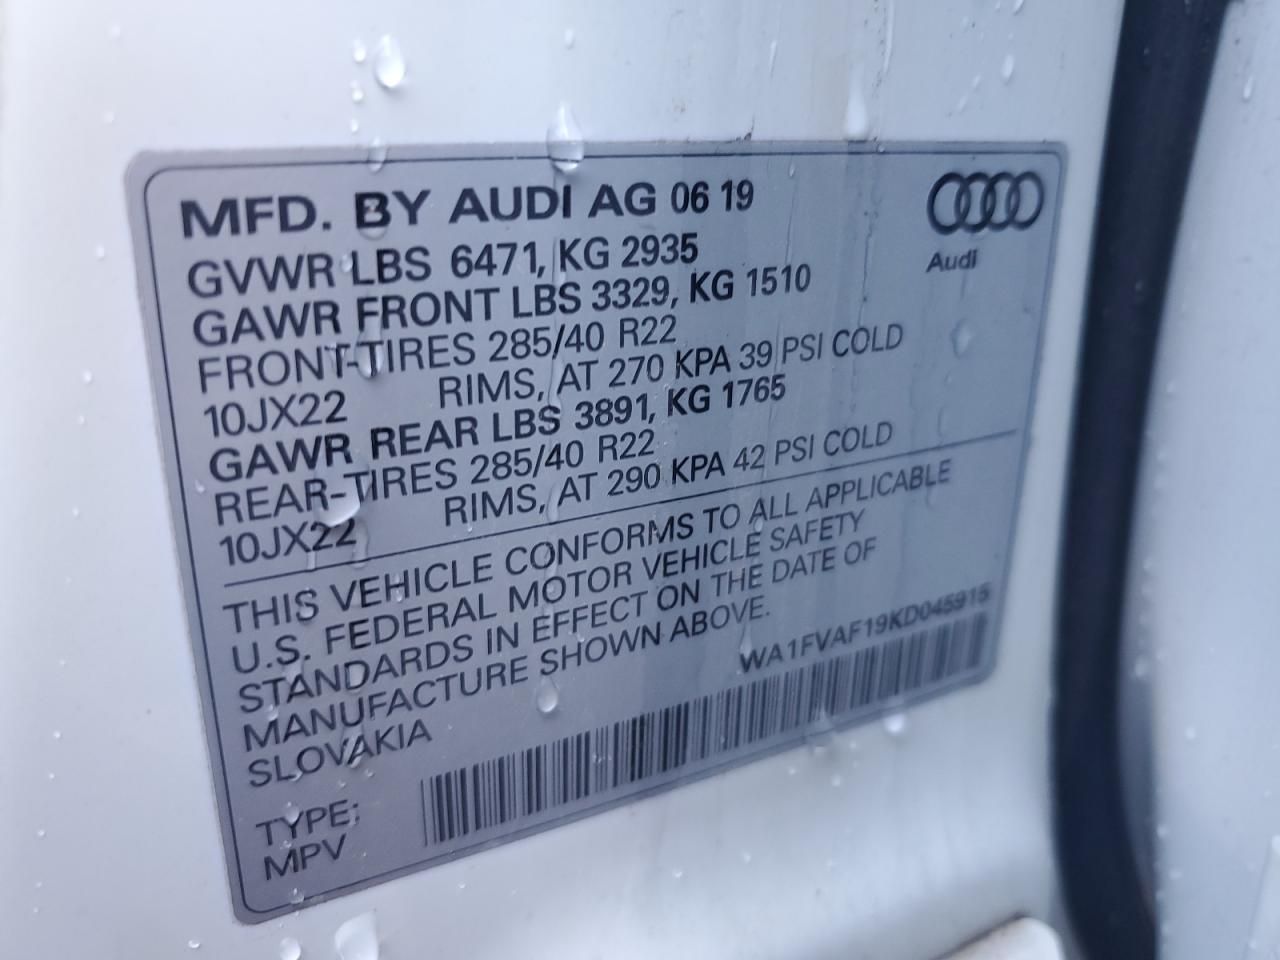 MFD. BY AUDI AG 06 19
GVWR LBS 6471, KG 2935
GAWR FRONT LBS 3329, KG 1510
FRONT-TIRES 285/40 R22
10JX22 RIMS, AT 270 KPA 39 PSI COLD
GAWR REAR LBS 3891, KG 1765
REAR-TIRES 285/40 R22
10JX22 RIMS, AT 290 KPA 42 PSI COLD
THIS VEHICLE CONFORMS TO ALL APPLICABLE
U.S. FEDERAL MOTOR VEHICLE SAFETY
STANDARDS IN EFFECT ON THE DATE OF
MANUFACTURE SHOWN ABOVE.
SLOVAKIA
WA1FVAF19KD045915
TYPE:
MPV
Audi